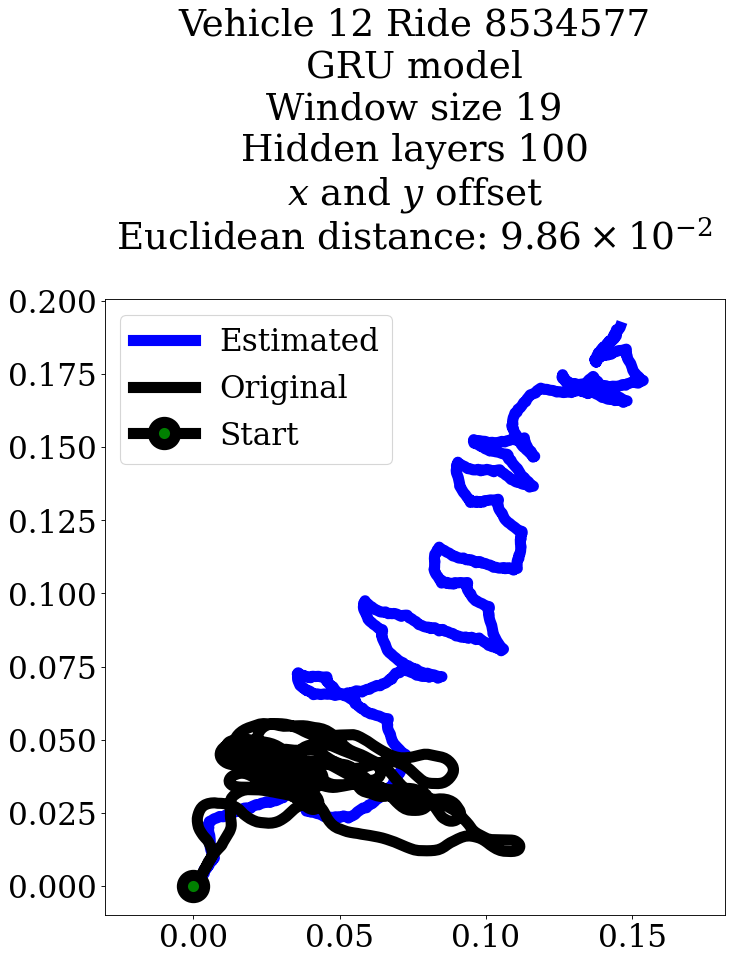 Vehicle 12 Ride 8534577
GRU model
Window size 19
Hidden layers 100
x and y offset
Euclidean distance: 9.86 × 10⁻²
0.200
0.175
0.150
0.125
0.100
0.075
0.050
0.025
0.000
Estimated
Original
Start
0.00 0.05 0.10 0.15